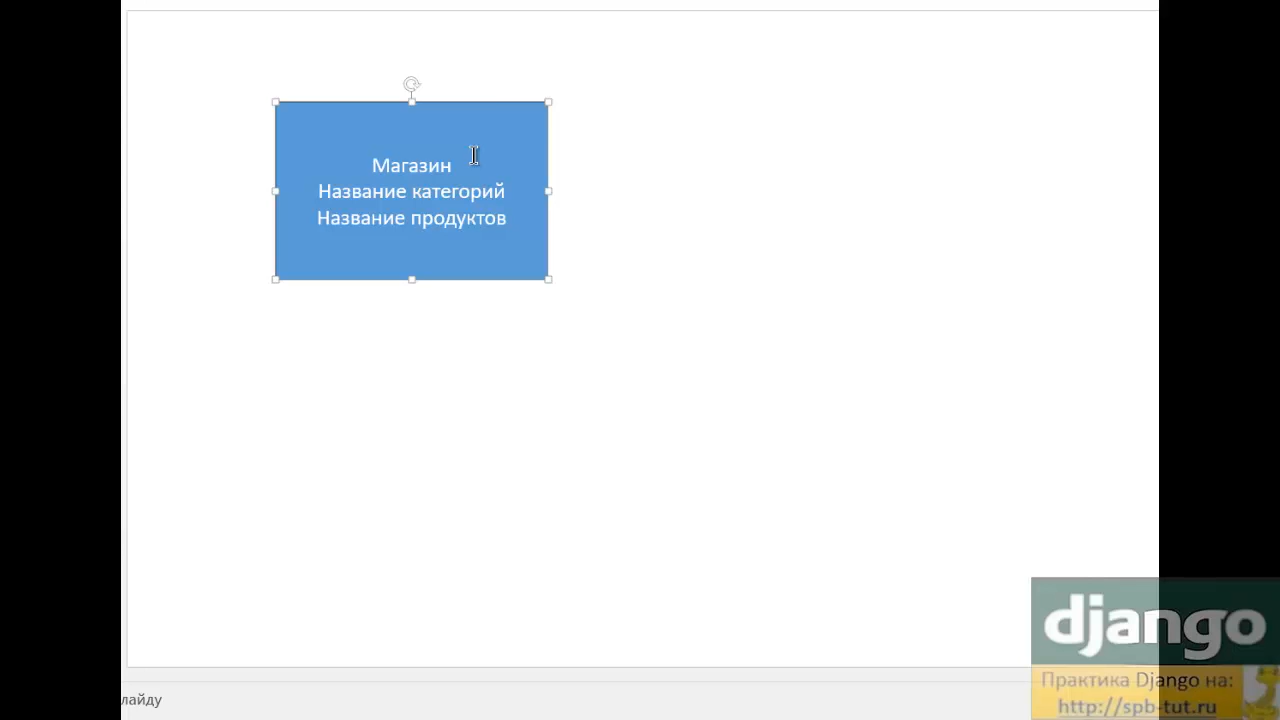 Магазин
Название категорий
Название продуктов
лайду
django
Практика Django на:
http://spb-tut.ru